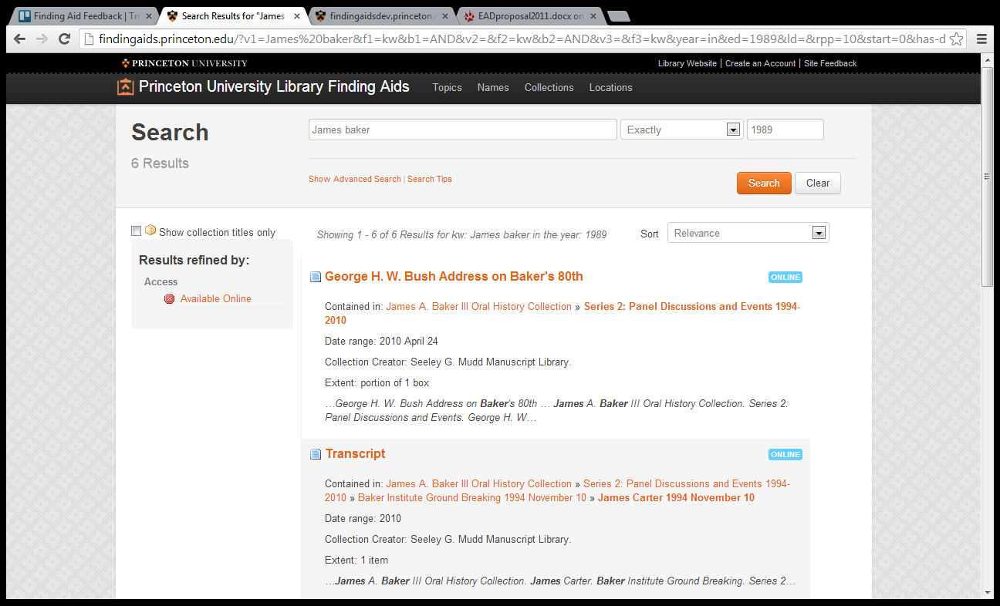 Finding Aid Feedback | Tr
Search Results for "James
findingaidsdev.princeton.
EADproposal2011.docx on
findingaids.princeton.edu/?v1=James%20baker&f1=kw&b1=AND&v2=&f2=kw&b2=AND&v3=&f3=kw&year=in&ed=1989&ld=&rpp=10&start=0&has-d
PRINCETON UNIVERSITY
Library Website | Create an Account | Site Feedback
Princeton University Library Finding Aids
Topics Names Collections Locations
Search
James baker
Exactly
1989
6 Results
Show Advanced Search | Search Tips
Search
Clear
Show collection titles only
Showing 1 - 6 of 6 Results for kw: James baker in the year: 1989
Sort
Relevance
Results refined by:
Access
Available Online
George H. W. Bush Address on Baker's 80th
ONLINE
Contained in: James A. Baker III Oral History Collection » Series 2: Panel Discussions and Events 1994-
2010
Date range: 2010 April 24
Collection Creator: Seeley G. Mudd Manuscript Library.
Extent: portion of 1 box
…George H. W. Bush Address on Baker's 80th … James A. Baker III Oral History Collection. Series 2:
Panel Discussions and Events. George H. W…
Transcript
ONLINE
Contained in: James A. Baker III Oral History Collection » Series 2: Panel Discussions and Events 1994-
2010 » Baker Institute Ground Breaking 1994 November 10 » James Carter 1994 November 10
Date range: 2010
Collection Creator: Seeley G. Mudd Manuscript Library.
Extent: 1 item
…James A. Baker III Oral History Collection. James Carter. Baker Institute Ground Breaking. Series 2…